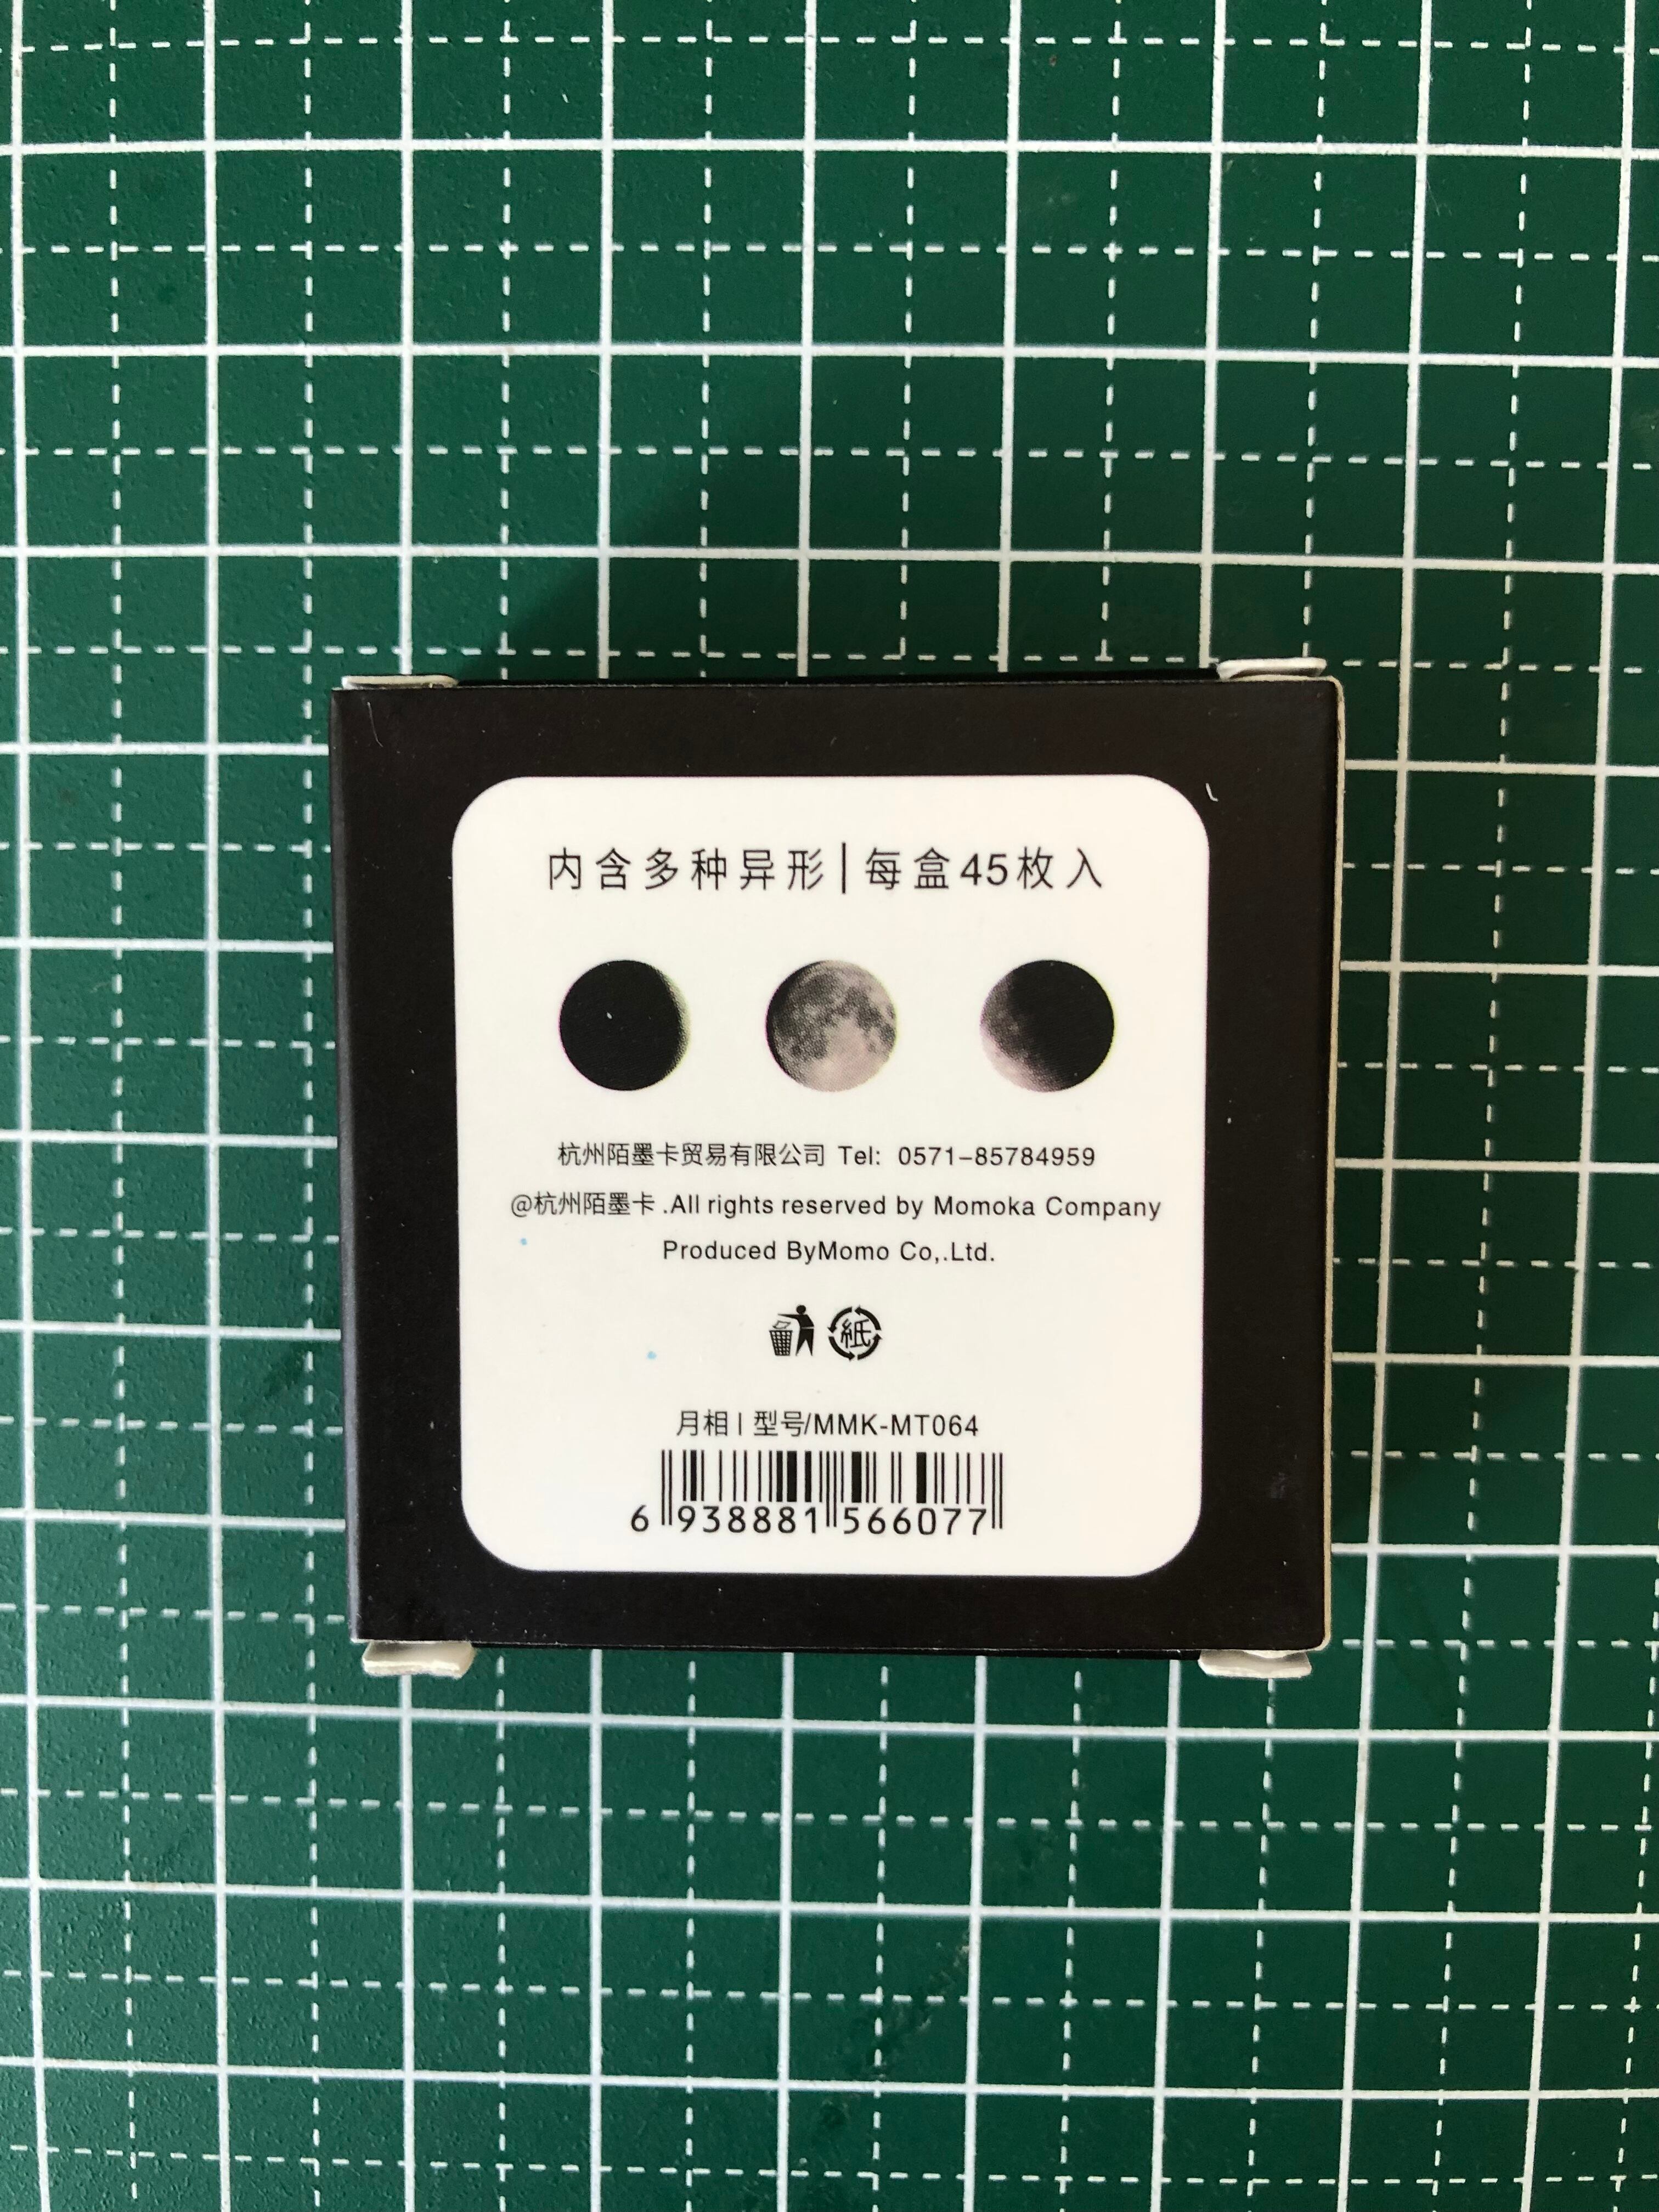 内含多种异形|每盒45枚入
杭州陌墨卡贸易有限公司 Tel: 0571-85784959
@杭州陌墨卡 .All rights reserved by Momoka Company
Produced ByMomo Co,.Ltd.
紙
月相 | 型号/MMK-MT064
6 938881 566077